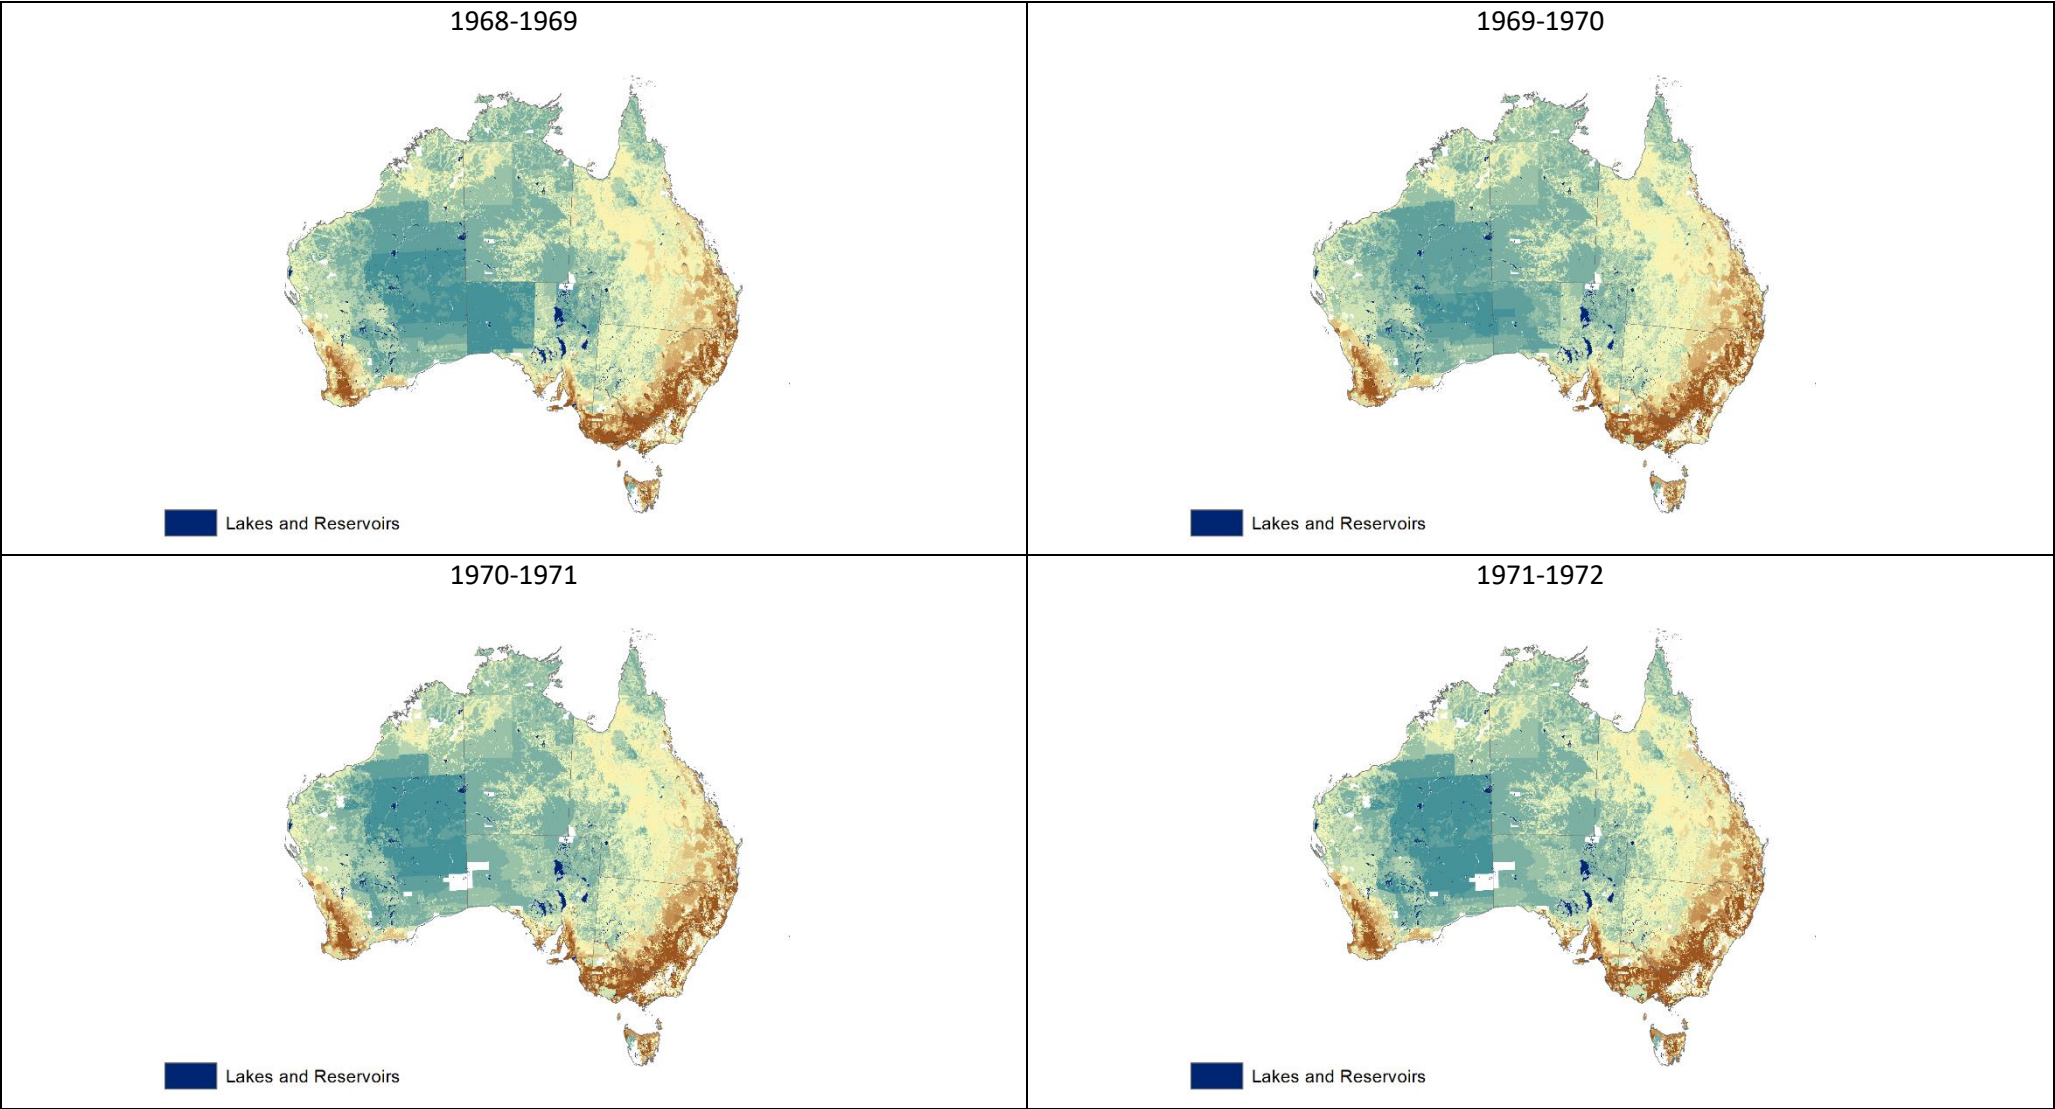 1968-1969
1969-1970
Lakes and Reservoirs
Lakes and Reservoirs
1970-1971
1971-1972
Lakes and Reservoirs
Lakes and Reservoirs